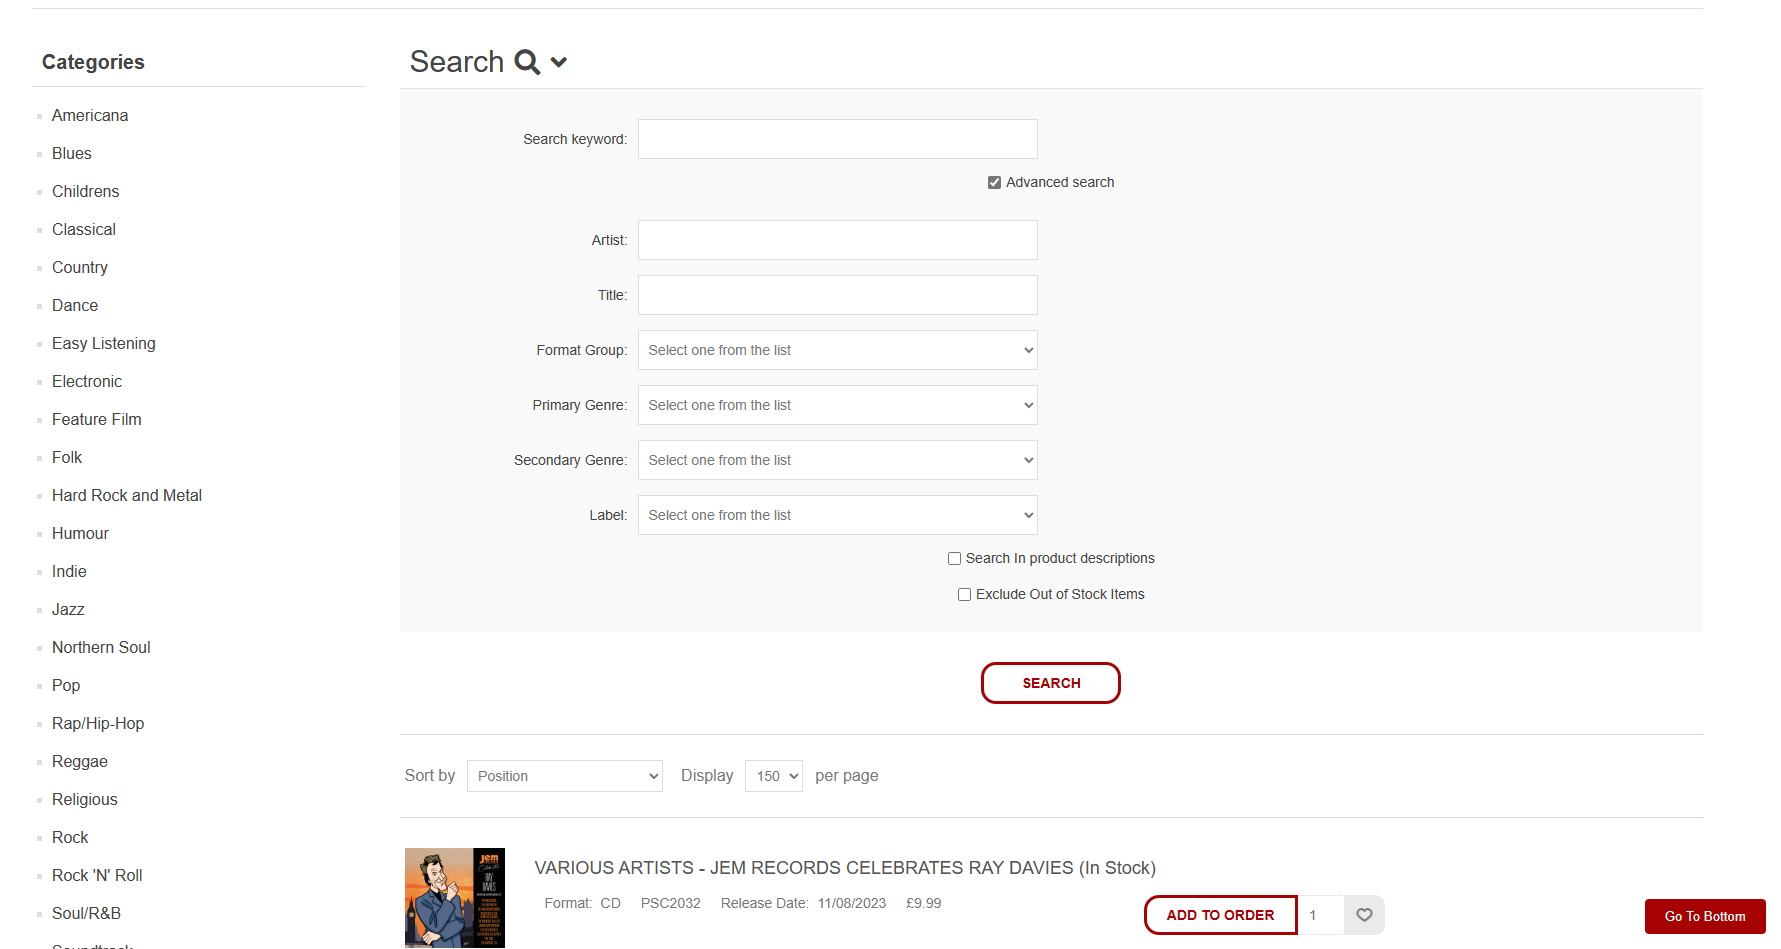 Categories
Americana
Blues
Childrens
Classical
Country
Dance
Easy Listening
Electronic
Feature Film
Folk
Hard Rock and Metal
Humour
Indie
Jazz
Northern Soul
Pop
Rap/Hip-Hop
Reggae
Religious
Rock
Rock 'N' Roll
Soul/R&B
Soundtrack
Search
Search keyword:
Advanced search
Artist:
Title:
Format Group: Select one from the list
Primary Genre: Select one from the list
Secondary Genre: Select one from the list
Label: Select one from the list
Search In product descriptions
Exclude Out of Stock Items
SEARCH
Sort by Position Display 150 per page
jem
Celebrates
RAY
DAVIES
VARIOUS ARTISTS - JEM RECORDS CELEBRATES RAY DAVIES (In Stock)
Format: CD PSC2032 Release Date: 11/08/2023 £9.99
ADD TO ORDER 1
Go To Bottom